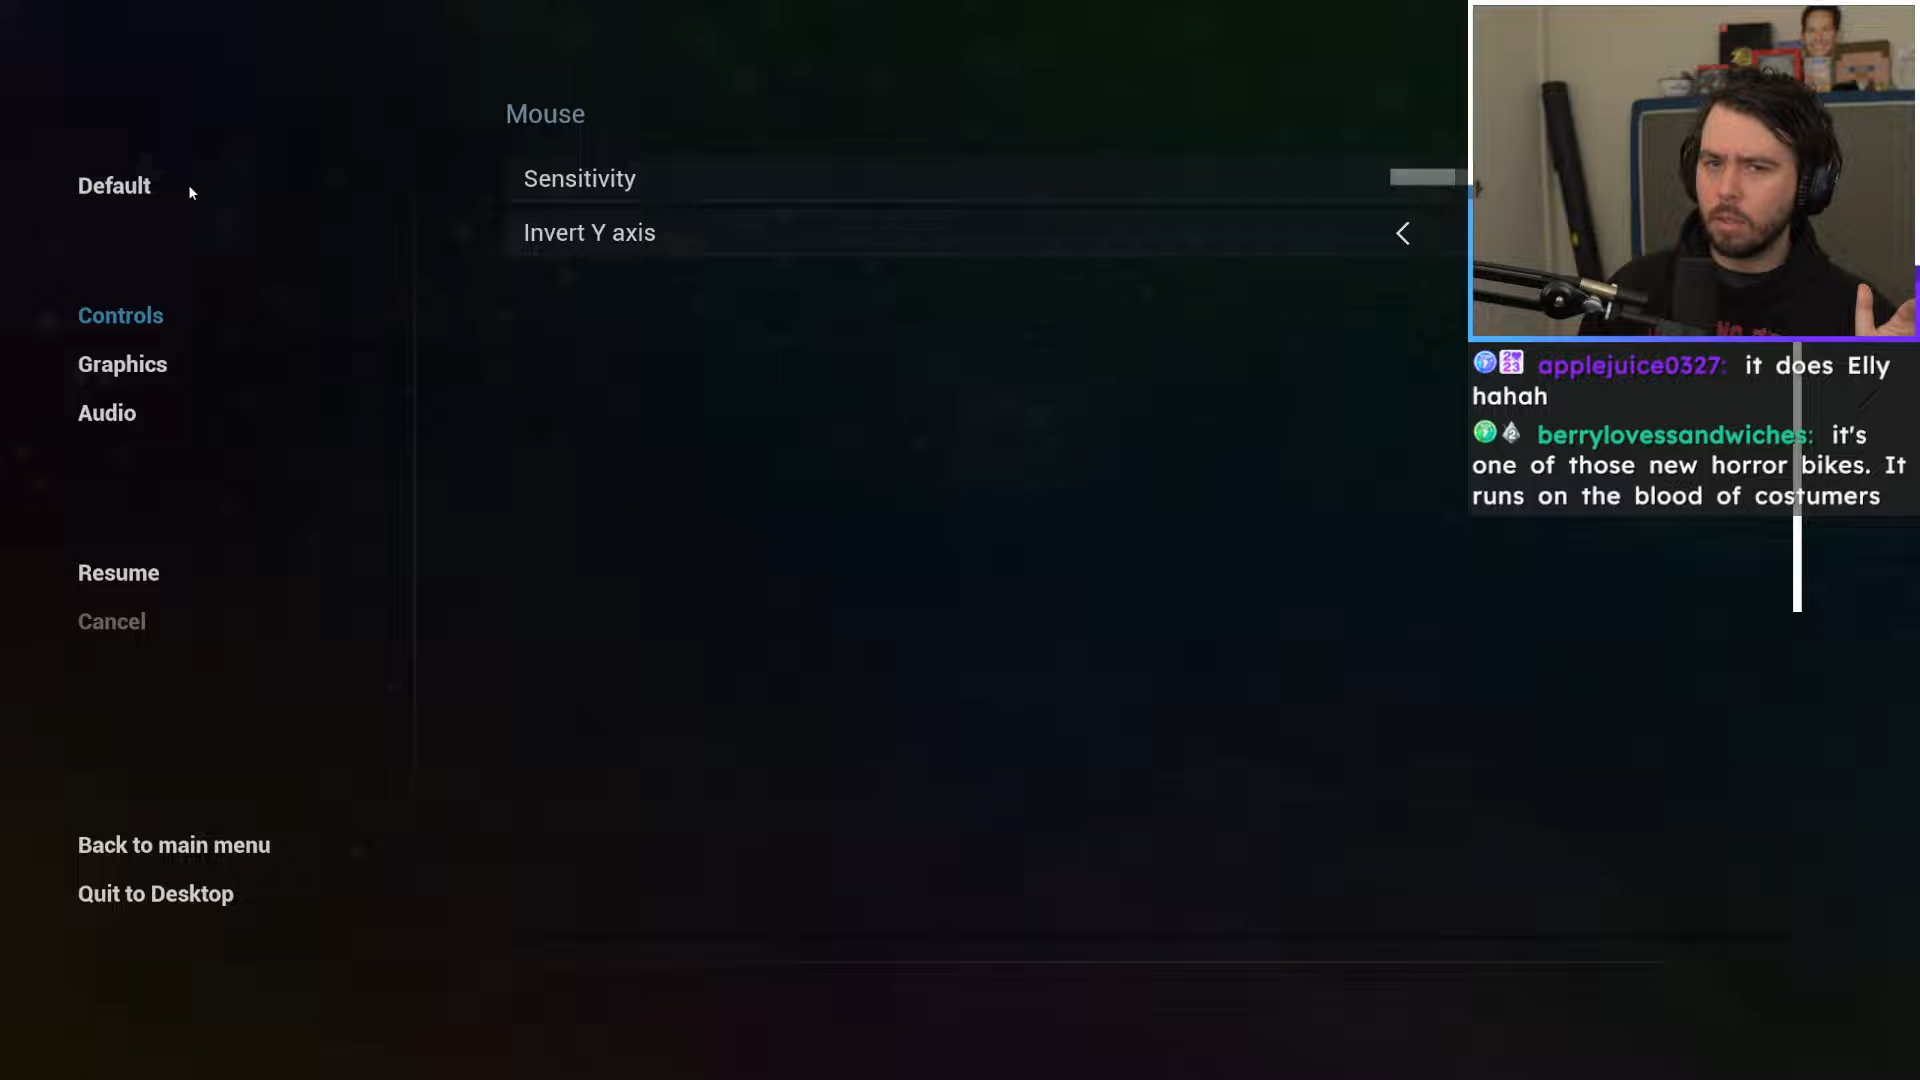 Mouse
Default
Sensitivity
Invert Y axis
Controls
Graphics
Audio
Resume
Cancel
Back to main menu
Quit to Desktop
applejuice0327: it does Elly
hahah
berrylovessandwiches: it's
one of those new horror bikes. It
runs on the blood of costumers